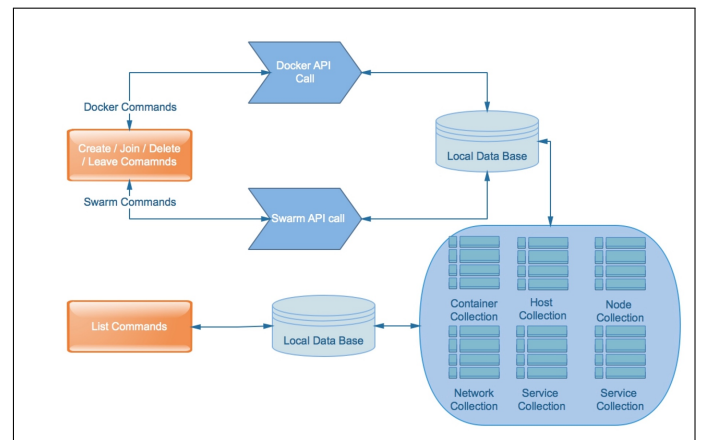 Docker API
Call
Docker Commands
Create / Join / Delete
/ Leave Comamnds
Local Data Base
Swarm Commands
Swarm API call
Container
Collection
Host
Collection
Node
Collection
List Commands
Local Data Base
Network
Collection
Service
Collection
Service
Collection